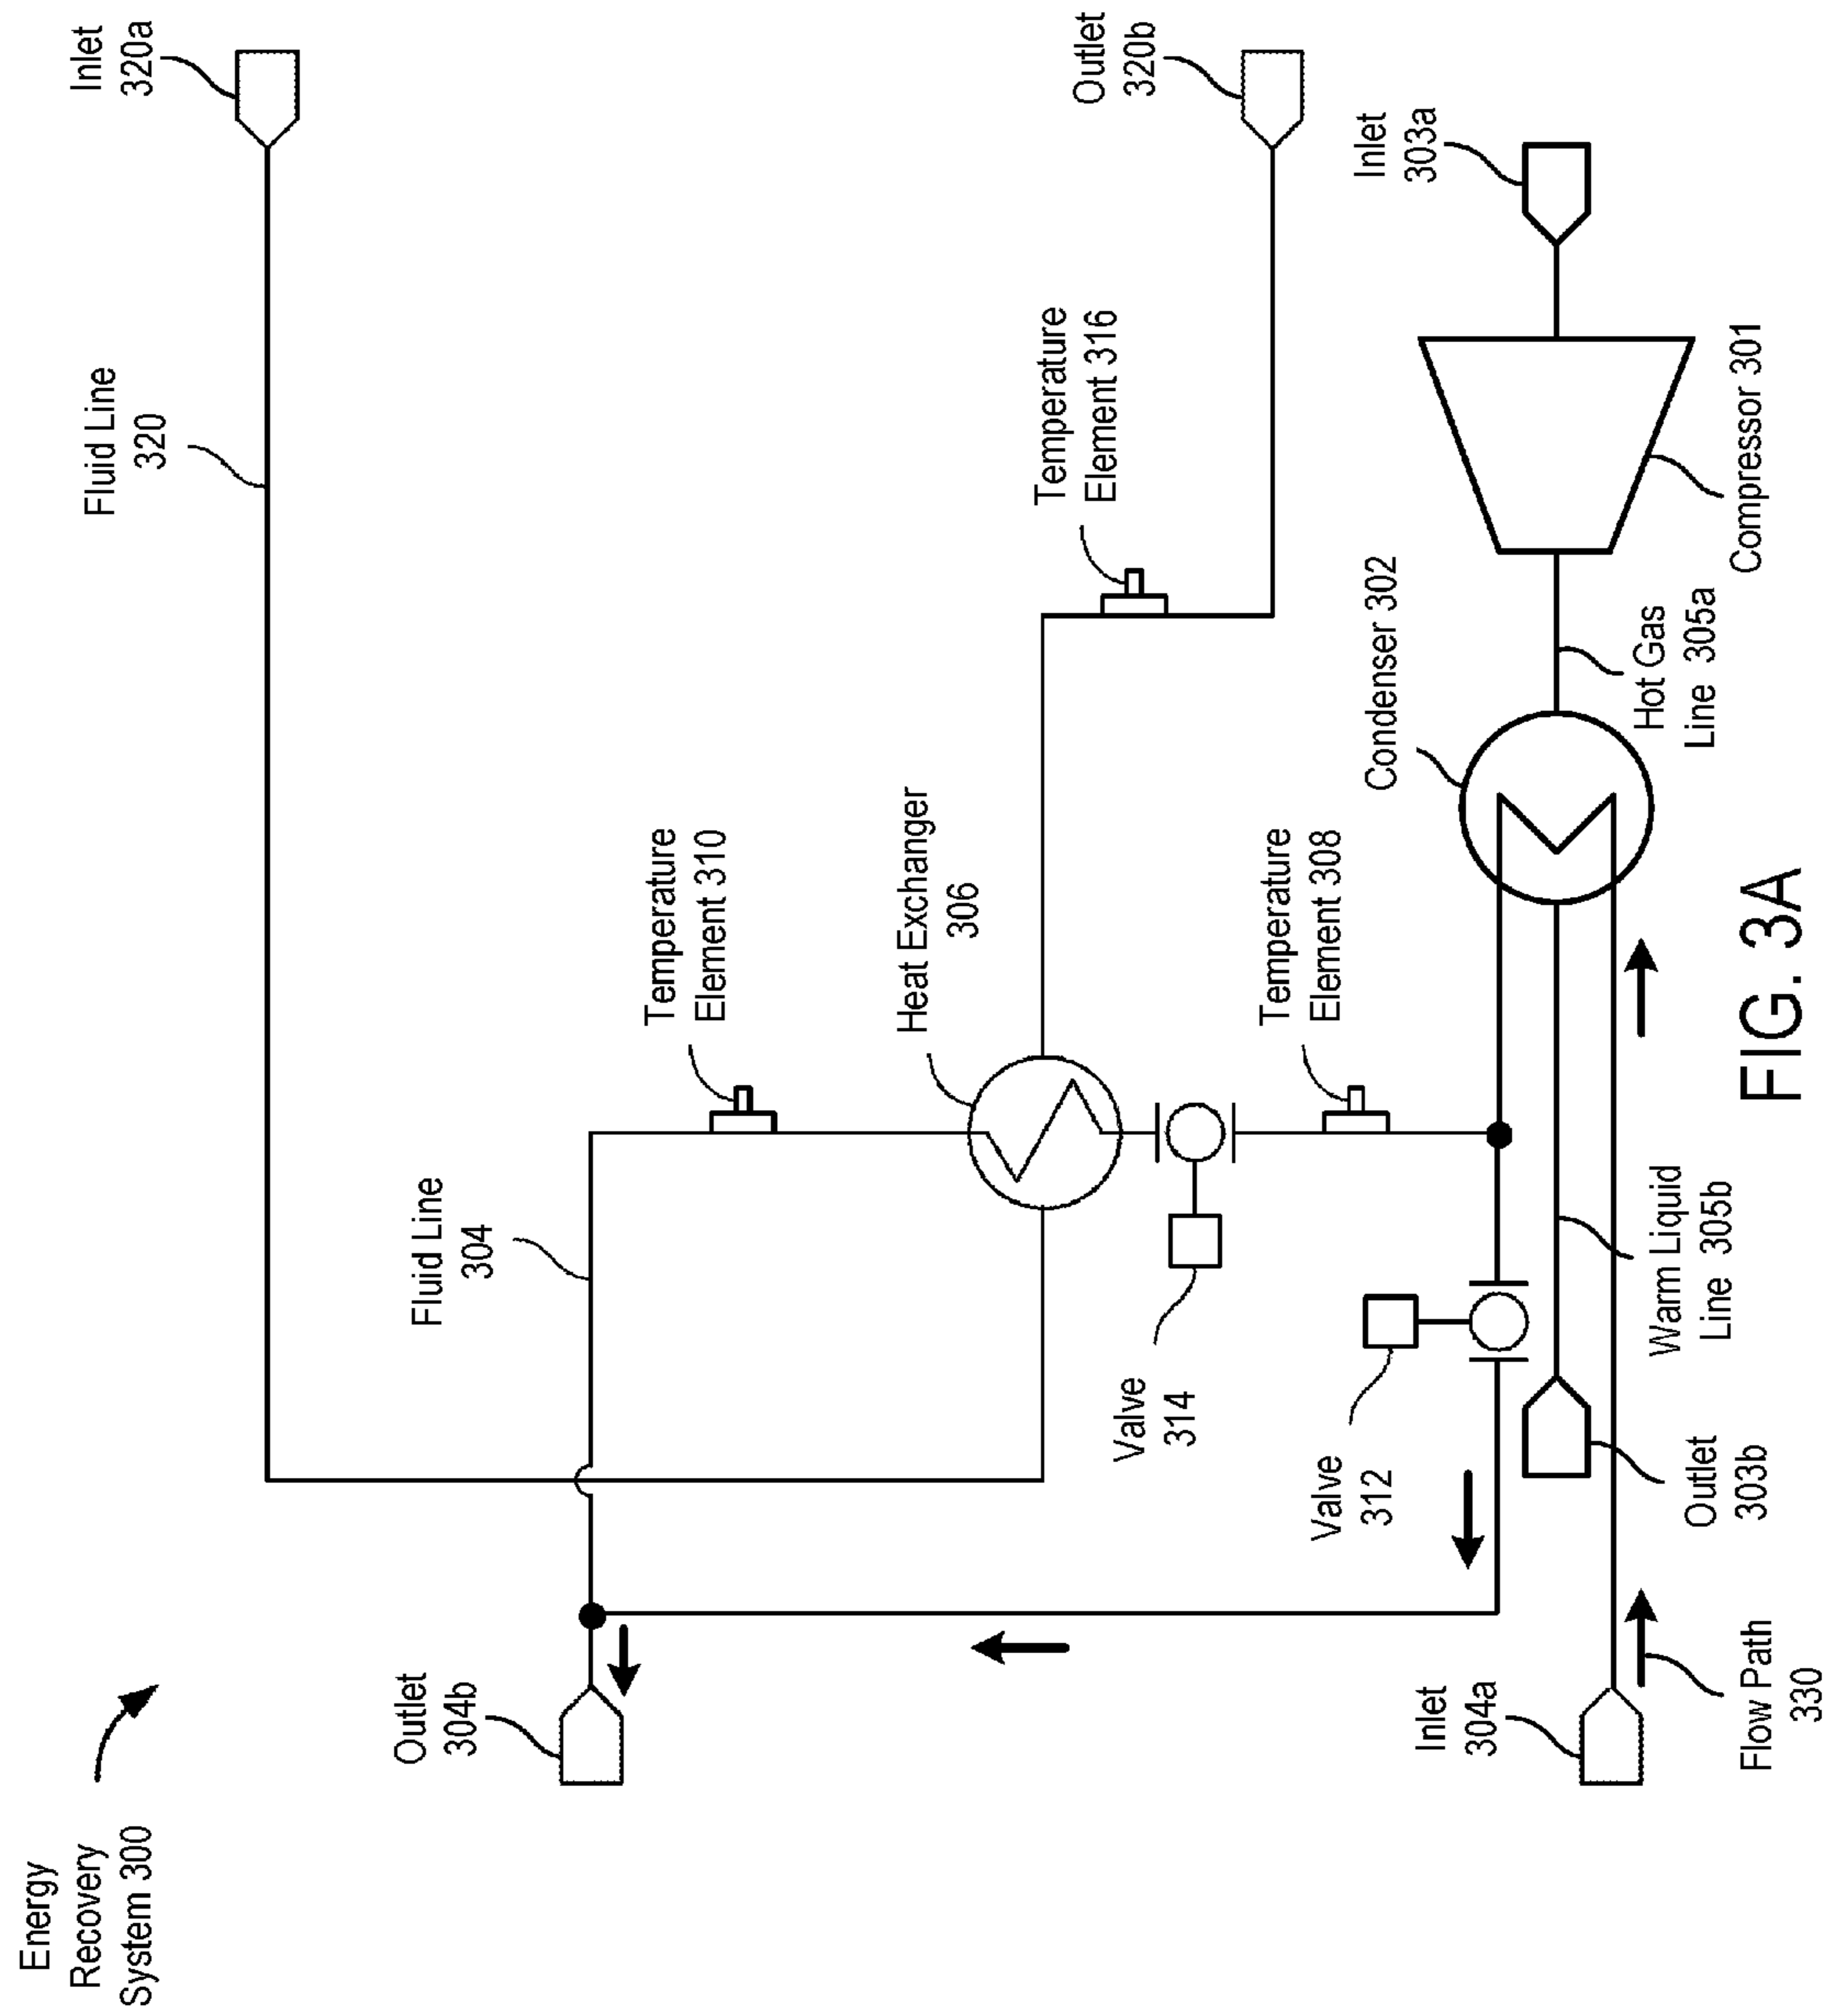 Energy
Recovery
System 300
Fluid Line
320
Inlet
320a
Outlet
304b
Fluid Line
304
Temperature
Element 310
Heat Exchanger
306
Temperature
Element 316
Outlet
320b
Valve
314
Valve
312
Temperature
Element 308
Condenser 302
Inlet
303a
Inlet
304a
Outlet
303b
Warm Liquid
Line 305b
Hot Gas
Line 305a
Compressor 301
Flow Path
330
FIG. 3A